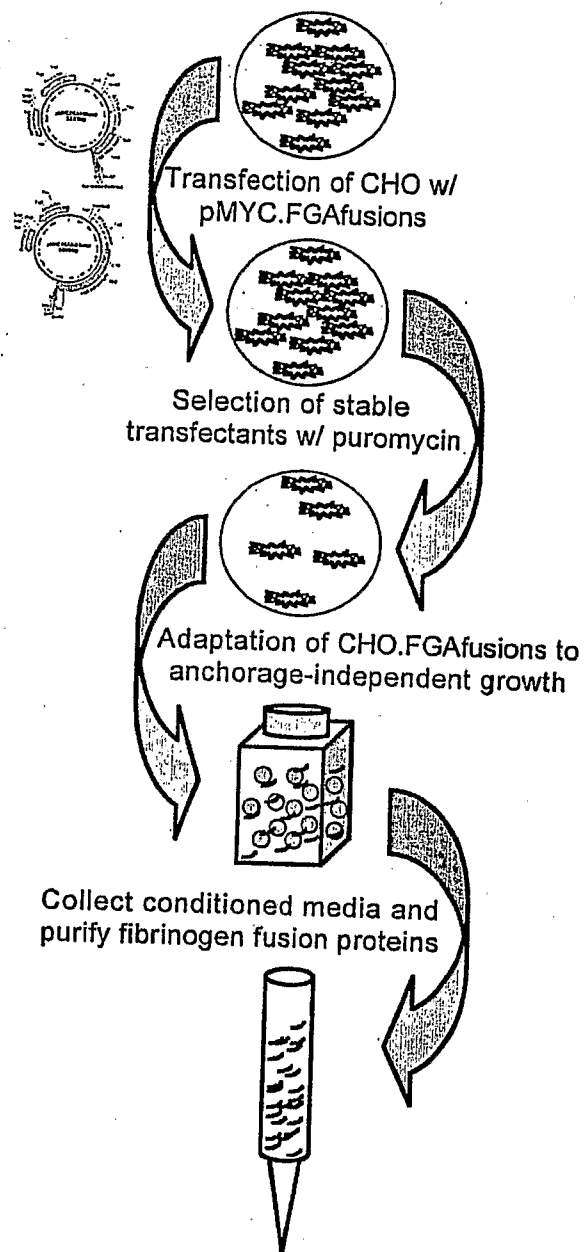 Transfection of CHO w/
pMYC.FGAfusions
Selection of stable
transfectants w/ puromycin
Adaptation of CHO.FGAfusions to
anchorage-independent growth
Collect conditioned media and
purify fibrinogen fusion proteins